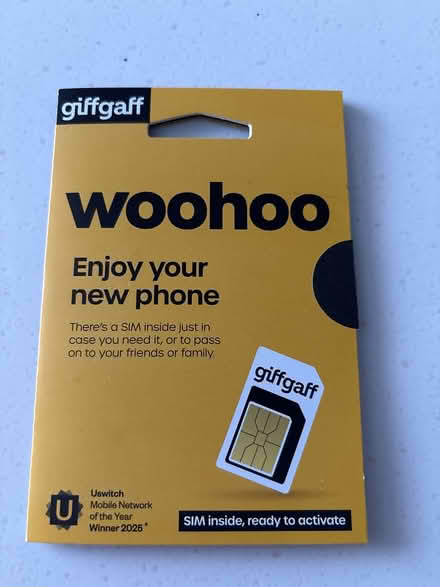 giffgaff
woohoo
Enjoy your
new phone
There's a SIM inside just in
case you need it, or to pass
on to your friends or family.
giffgaff
U
Uswitch
Mobile Network
of the Year
Winner 2025*
SIM inside, ready to activate